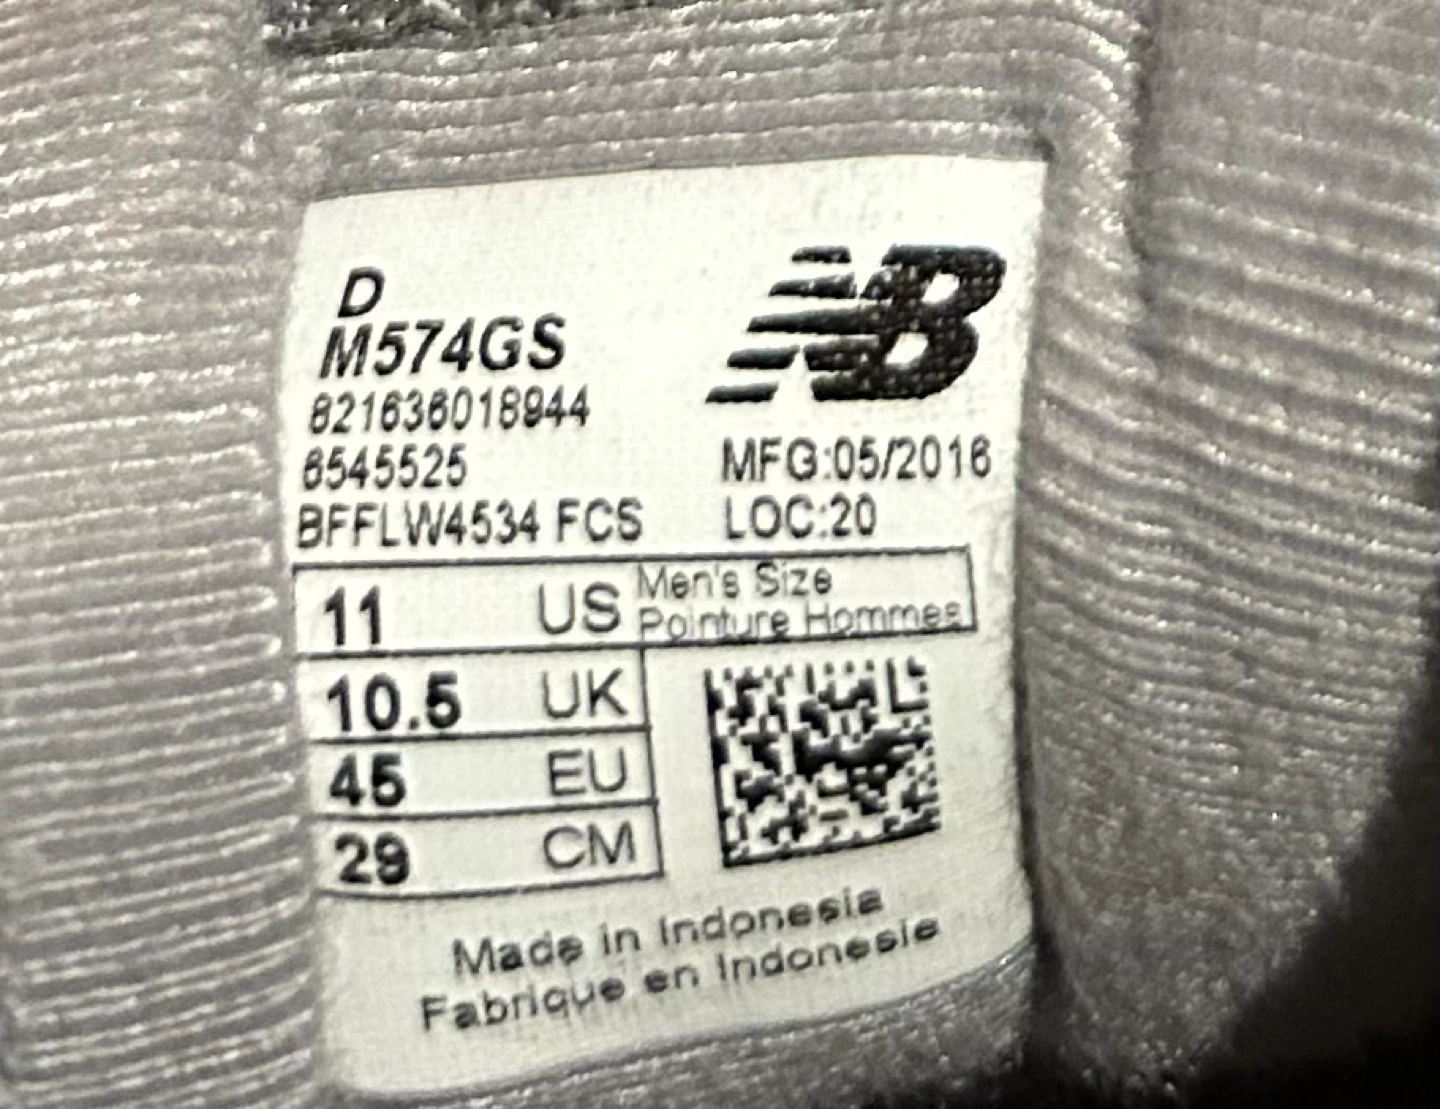 D
M574GS
NB
821636018944
6545525
MFG:05/2016
BFFLW4534 FCS
LOC:20
11 US Men's Size
Pointure Hommes
10.5 UK
45 EU
29 CM
Made in Indonesia
Fabrique en Indonesie